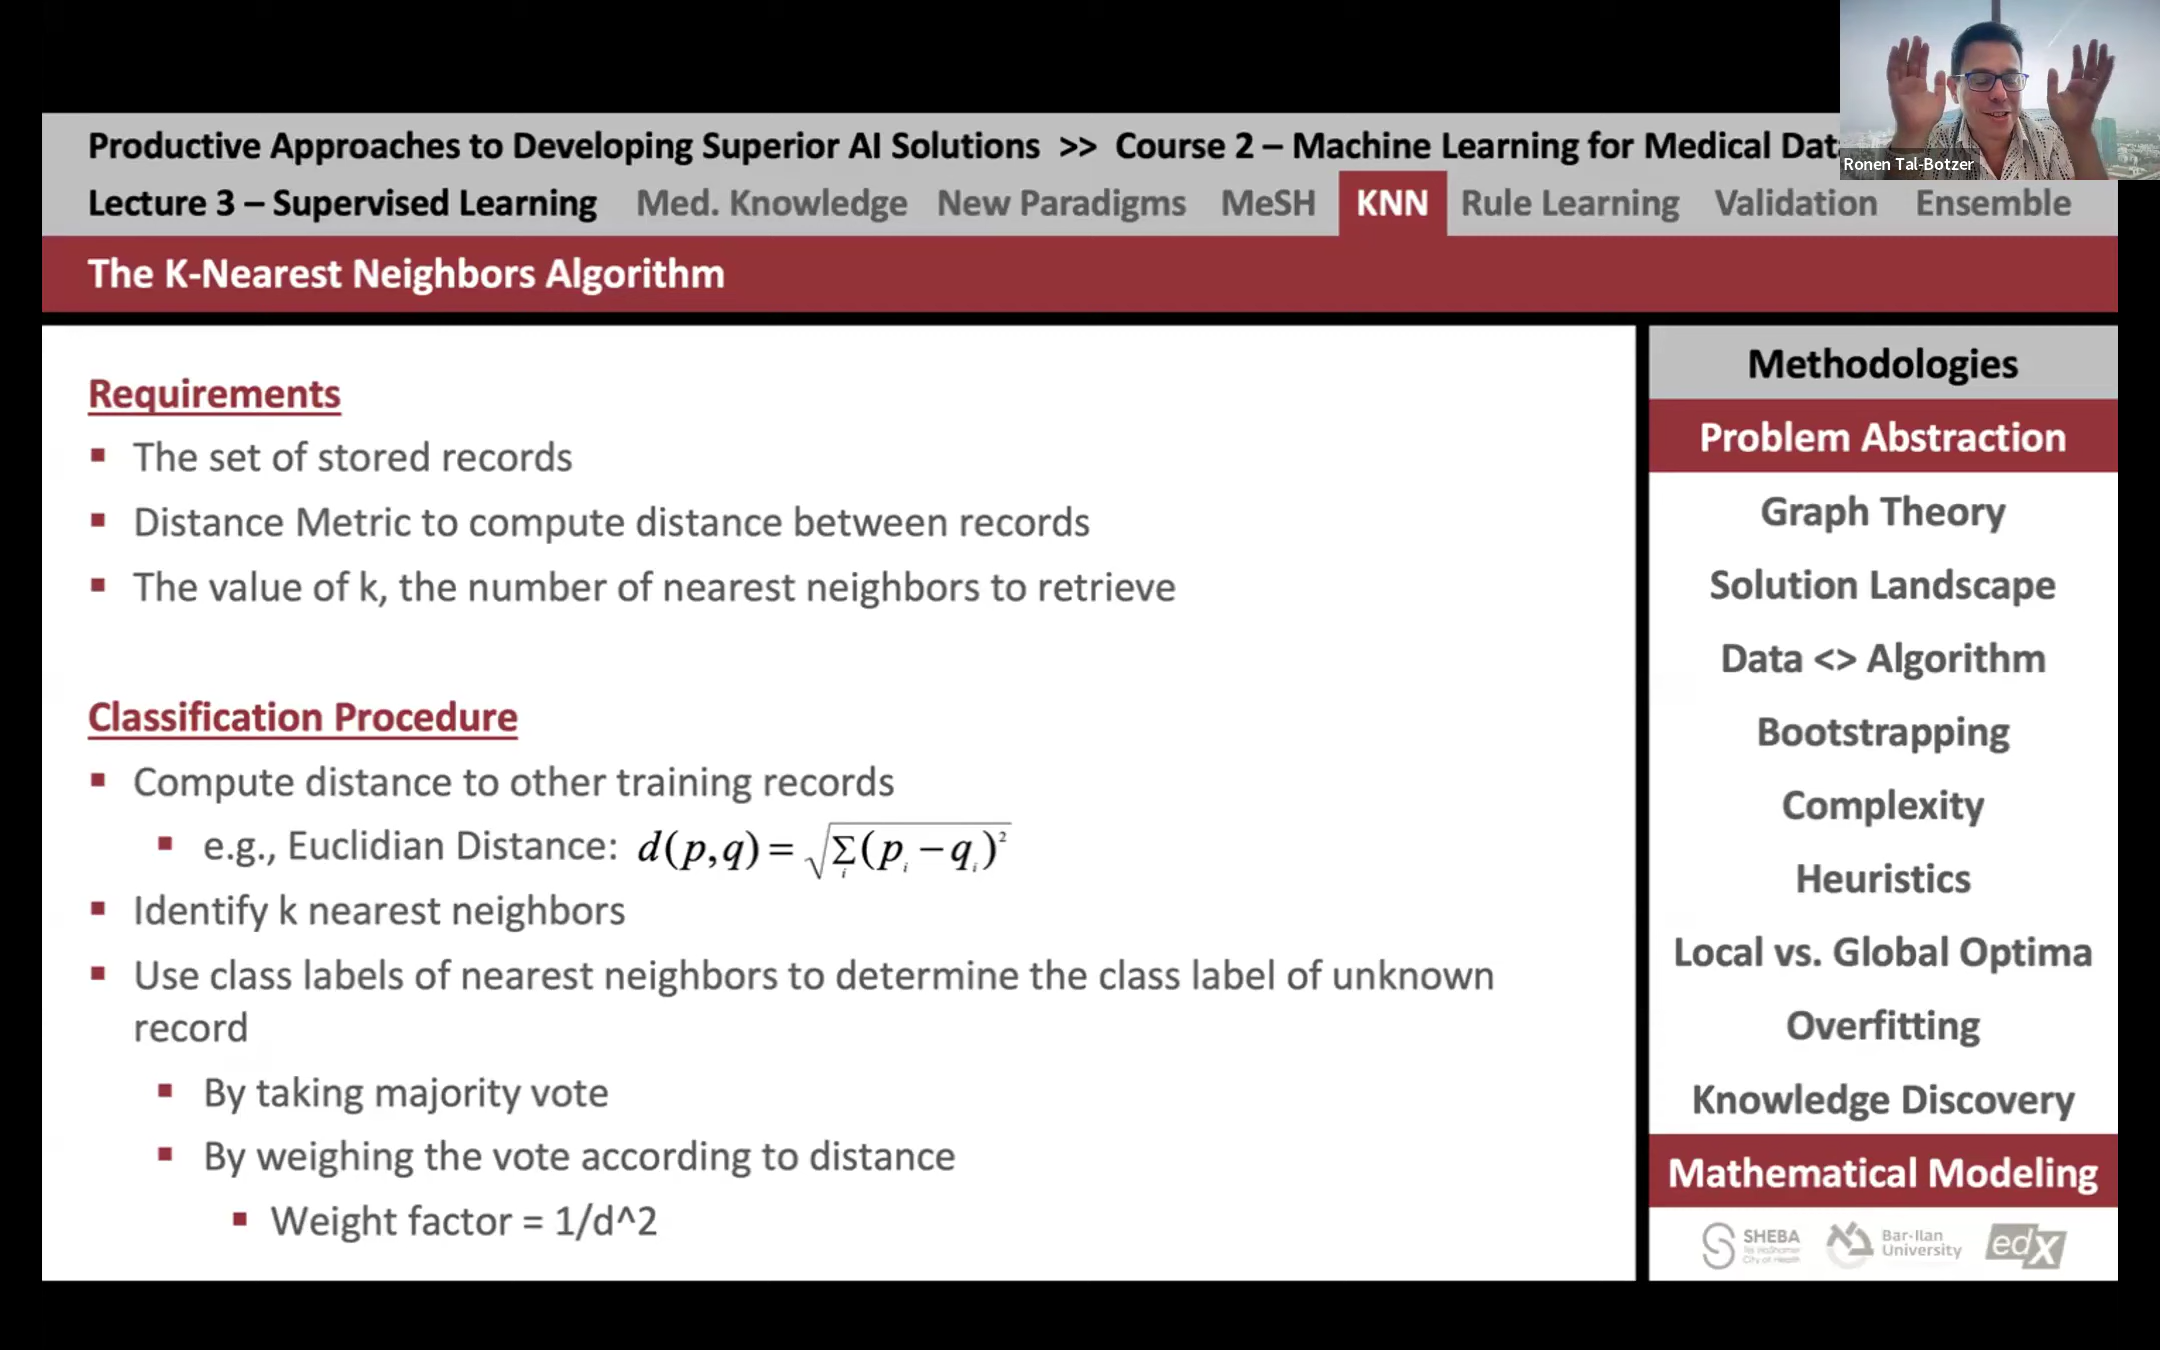 Productive Approaches to Developing Superior AI Solutions >> Course 2 – Machine Learning for Medical Dat
Ronen Tal-Botzer
Lecture 3 – Supervised Learning Med. Knowledge New Paradigms MeSH KNN Rule Learning Validation Ensemble
The K-Nearest Neighbors Algorithm
Requirements
▪ The set of stored records
▪ Distance Metric to compute distance between records
▪ The value of k, the number of nearest neighbors to retrieve
Classification Procedure
▪ Compute distance to other training records
▪ e.g., Euclidian Distance: d(p,q) = √∑ᵢ(pᵢ − qᵢ)²
▪ Identify k nearest neighbors
▪ Use class labels of nearest neighbors to determine the class label of unknown
record
▪ By taking majority vote
▪ By weighing the vote according to distance
▪ Weight factor = 1/d^2
Methodologies
Problem Abstraction
Graph Theory
Solution Landscape
Data <> Algorithm
Bootstrapping
Complexity
Heuristics
Local vs. Global Optima
Overfitting
Knowledge Discovery
Mathematical Modeling
SHEBA
Tel HaShomer
City of Health
Bar-Ilan
University
edX